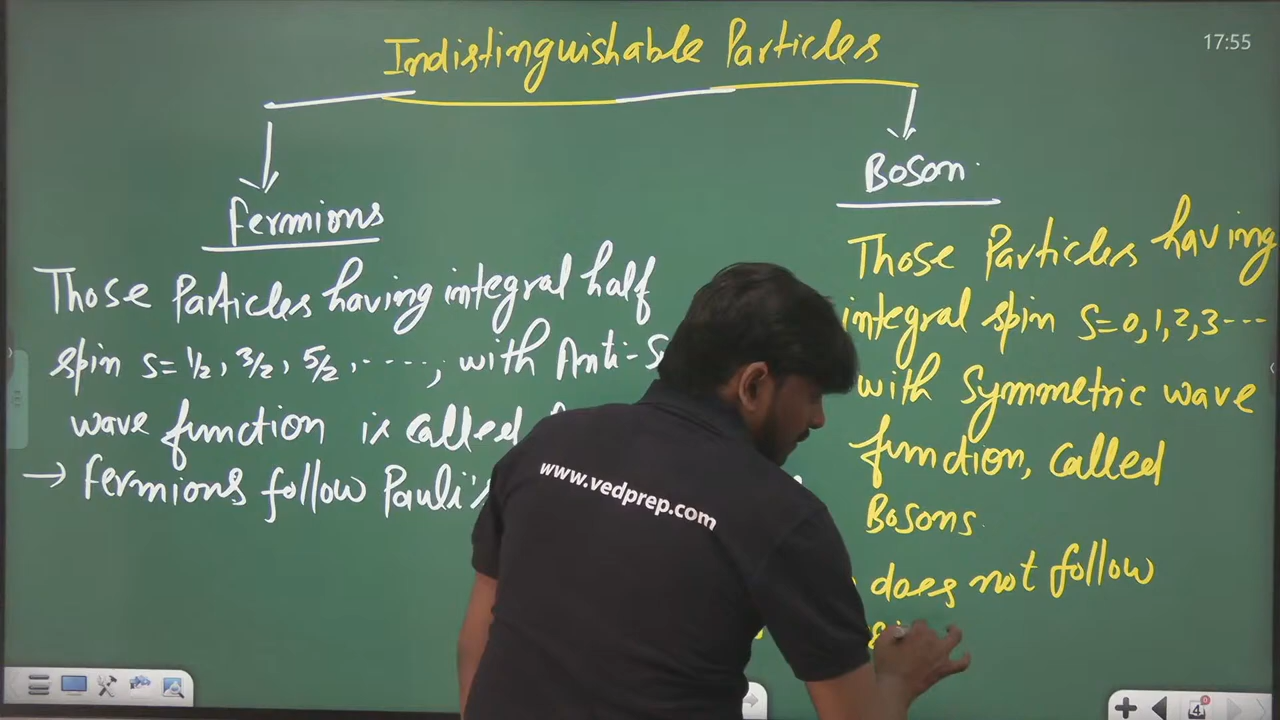 Indistinguishable Particles
17:55
Fermions
Those Particles having integral half
spin S=1/2, 3/2, 5/2, ....., with Anti-S
wave function is called
→ Fermions follow Pauli's
Boson.
Those Particles having
integral spin S=0,1,2,3----
with Symmetric wave
function, called
Bosons.
does not follow
www.vedprep.com
4